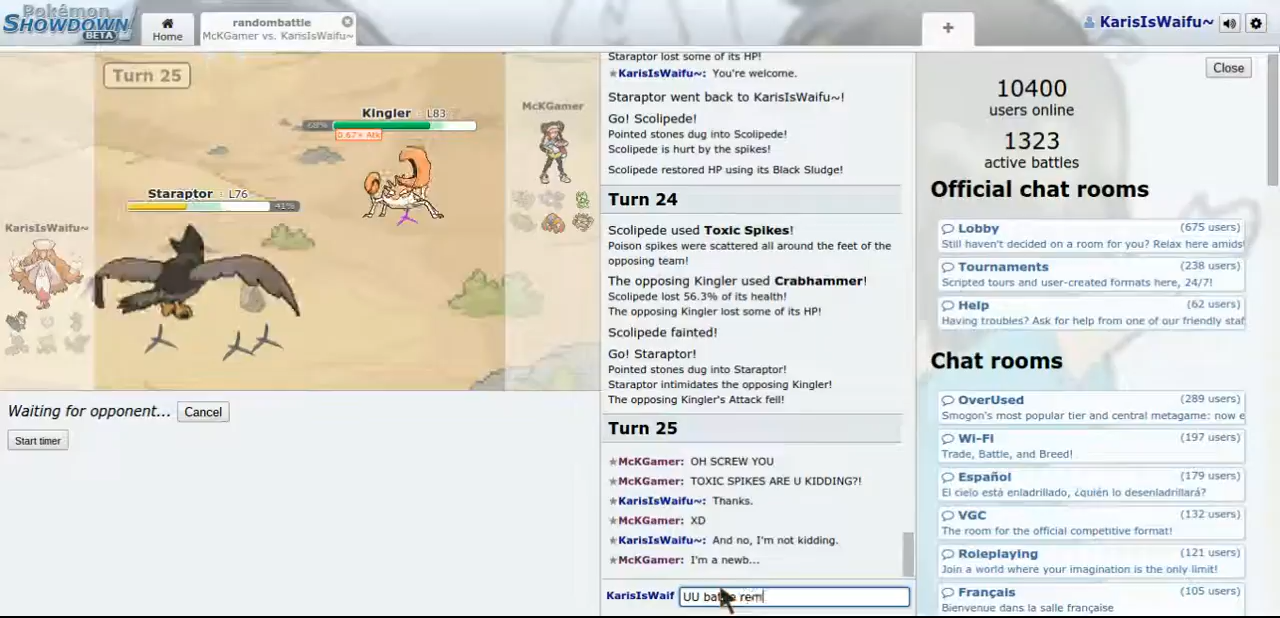 Pokémon
SHOWDOWN
BETA
Home
randombattle
McKGamer vs. KarisIsWaifu~
+
KarisIsWaifu~
Turn 25
Kingler L83
68%
0.67× Atk
Staraptor L76
41%
McKGamer
KarisIsWaifu~
Waiting for opponent... Cancel
Start timer
Staraptor lost some of its HP!
★KarisIsWaifu~: You're welcome.
Staraptor went back to KarisIsWaifu~!
Go! Scolipede!
Pointed stones dug into Scolipede!
Scolipede is hurt by the spikes!
Scolipede restored HP using its Black Sludge!
Turn 24
Scolipede used Toxic Spikes!
Poison spikes were scattered all around the feet of the
opposing team!
The opposing Kingler used Crabhammer!
Scolipede lost 56.3% of its health!
The opposing Kingler lost some of its HP!
Scolipede fainted!
Go! Staraptor!
Pointed stones dug into Staraptor!
Staraptor intimidates the opposing Kingler!
The opposing Kingler's Attack fell!
Turn 25
★McKGamer: OH SCREW YOU
★McKGamer: TOXIC SPIKES ARE U KIDDING?!
★KarisIsWaifu~: Thanks.
★McKGamer: XD
★KarisIsWaifu~: And no, I'm not kidding.
★McKGamer: I'm a newb...
KarisIsWaif UU rem
Close
10400
users online
1323
active battles
Official chat rooms
Lobby (675 users)
Still haven't decided on a room for you? Relax here amids
Tournaments (238 users)
Scripted tours and user-created formats here, 24/7!
Help (62 users)
Having troubles? Ask for help from one of our friendly staf
Chat rooms
OverUsed (289 users)
Smogon's most popular tier and central metagame: now e
Wi-Fi (197 users)
Trade, Battle, and Breed!
Español (179 users)
El cielo está enladrillado, ¿quién lo desenladrillará?
VGC (132 users)
The room for the official competitive format!
Roleplaying (121 users)
Join a world where your imagination is the only limit!
Français (105 users)
Bienvenue dans la salle française